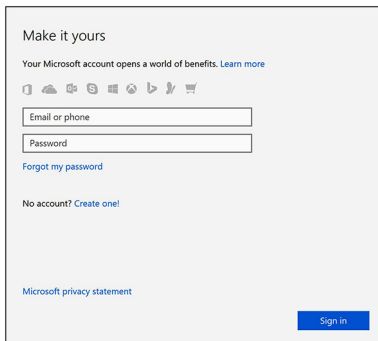 Make it yours
Your Microsoft account opens a world of benefits. Learn more
Email or phone
Password
Forgot my password
No account? Create one!
Microsoft privacy statement
Sign in